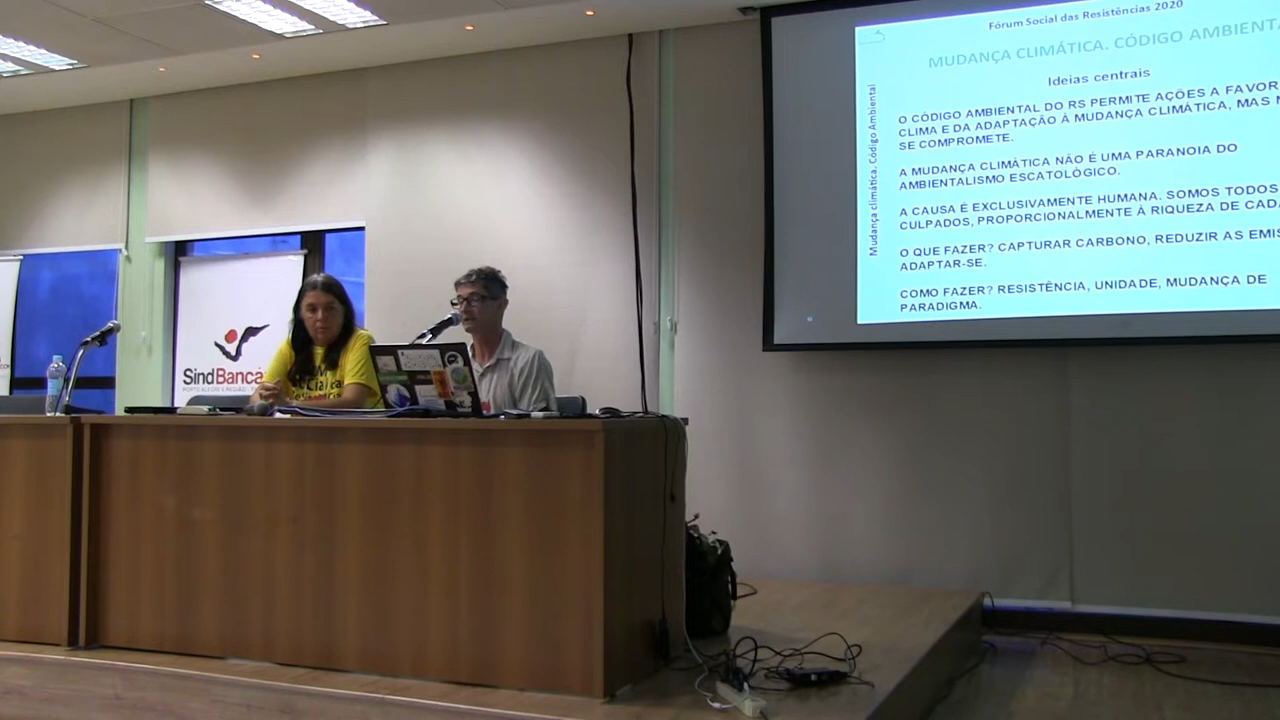 Fórum Social das Resistências 2020
MUDANÇA CLIMÁTICA. CÓDIGO
Ideias centrais
Mudança climática. Código Ambiental
O CÓDIGO AMBIENTAL DO RS PERMITE AÇÕES A FAVOR
CLIMA E DA ADAPTAÇÃO À MUDANÇA CLIMÁTICA, MAS
SE COMPROMETE.
A MUDANÇA CLIMÁTICA NÃO É UMA PARANOIA DO
AMBIENTALISMO ESCATOLÓGICO.
A CAUSA É EXCLUSIVAMENTE HUMANA. SOMOS TODOS
CULPADOS, PROPORCIONALMENTE À RIQUEZA DE
O QUE FAZER? CAPTURAR CARBONO, REDUZIR AS
ADAPTAR-SE.
COMO FAZER? RESISTÊNCIA, UNIDADE, MUDANÇA DE
PARADIGMA.
SindBancá
PORTO ALEGRE E REGIÃO